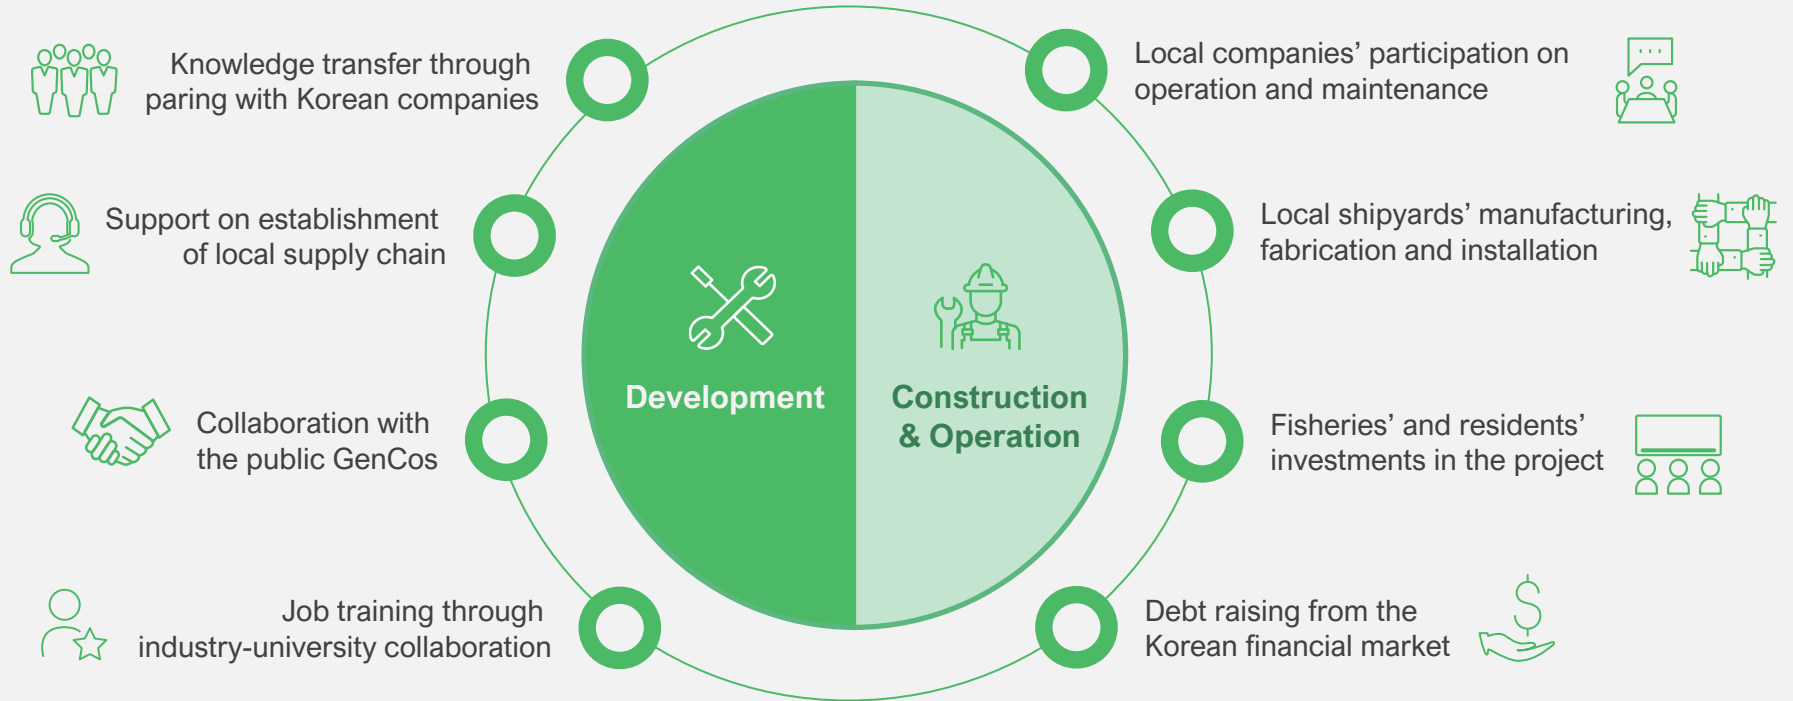 Knowledge transfer through
paring with Korean companies
Support on establishment
of local supply chain
Collaboration with
the public GenCos
Job training through
industry-university collaboration
Development
Construction
& Operation
Local companies’ participation on
operation and maintenance
Local shipyards’ manufacturing,
fabrication and installation
Fisheries’ and residents’
investments in the project
Debt raising from the
Korean financial market